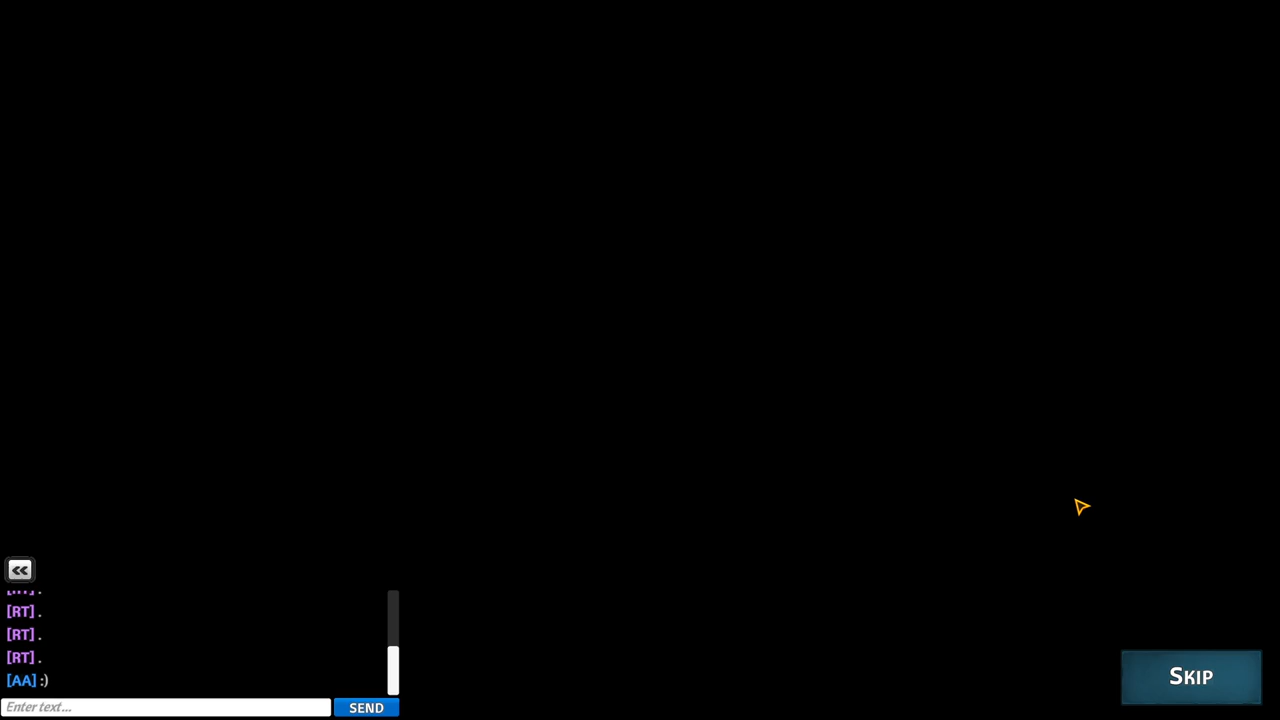 [RT] .
[RT] .
[RT] .
[AA] :)
Enter text...
SEND
SKIP